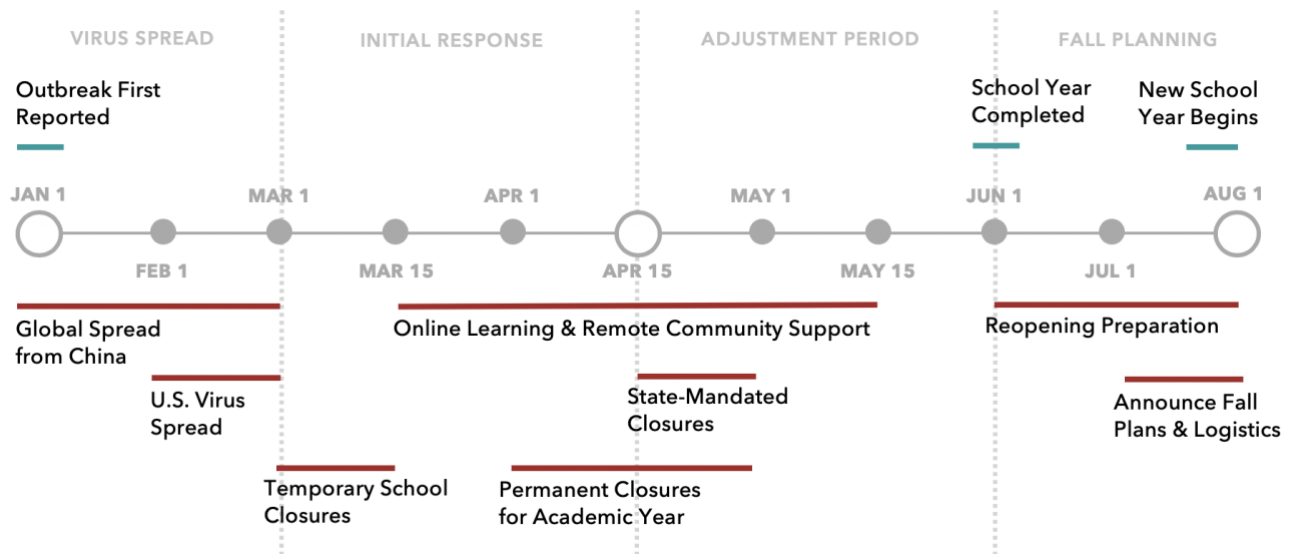 VIRUS SPREAD
INITIAL RESPONSE
ADJUSTMENT PERIOD
FALL PLANNING
Outbreak First
Reported
School Year
Completed
New School
Year Begins
JAN 1
MAR 1
APR 1
MAY 1
JUN 1
AUG 1
FEB 1
MAR 15
APR 15
MAY 15
JUL 1
Global Spread
from China
Online Learning & Remote Community Support
Reopening Preparation
U.S. Virus
Spread
State-Mandated
Closures
Announce Fall
Plans & Logistics
Temporary School
Closures
Permanent Closures
for Academic Year